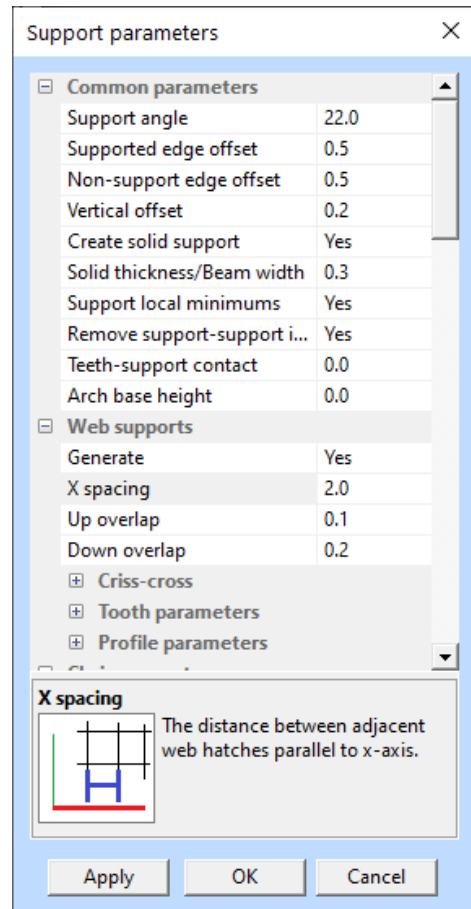 Support parameters
Common parameters
Support angle 22.0
Supported edge offset 0.5
Non-support edge offset 0.5
Vertical offset 0.2
Create solid support Yes
Solid thickness/Beam width 0.3
Support local minimums Yes
Remove support-support i... Yes
Teeth-support contact 0.0
Arch base height 0.0
Web supports
Generate Yes
X spacing 2.0
Up overlap 0.1
Down overlap 0.2
Criss-cross
Tooth parameters
Profile parameters
X spacing
The distance between adjacent
web hatches parallel to x-axis.
Apply OK Cancel